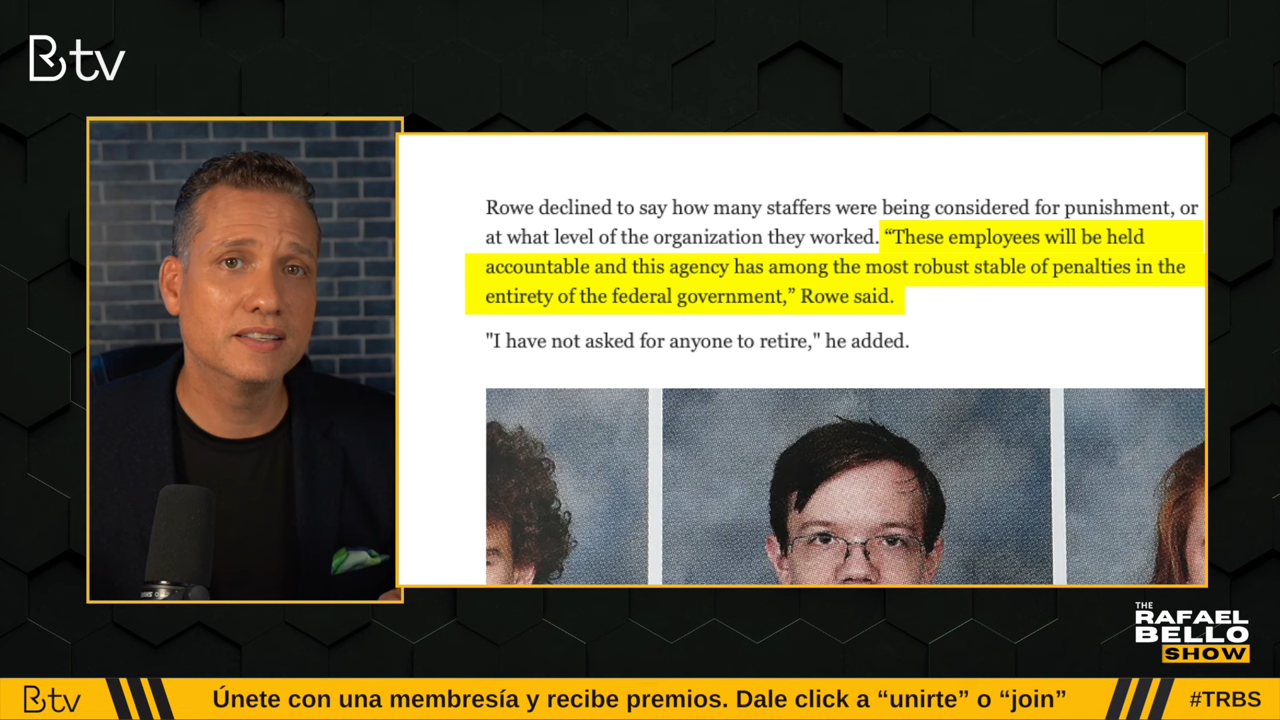 Btv
Rowe declined to say how many staffers were being considered for punishment, or
at what level of the organization they worked. “These employees will be held
accountable and this agency has among the most robust stable of penalties in the
entirety of the federal government,” Rowe said.
"I have not asked for anyone to retire," he added.
THE
RAFAEL
BELLO
SHOW
Btv
Únete con una membresía y recibe premios. Dale click a “unirte” o “join”
#TRBS